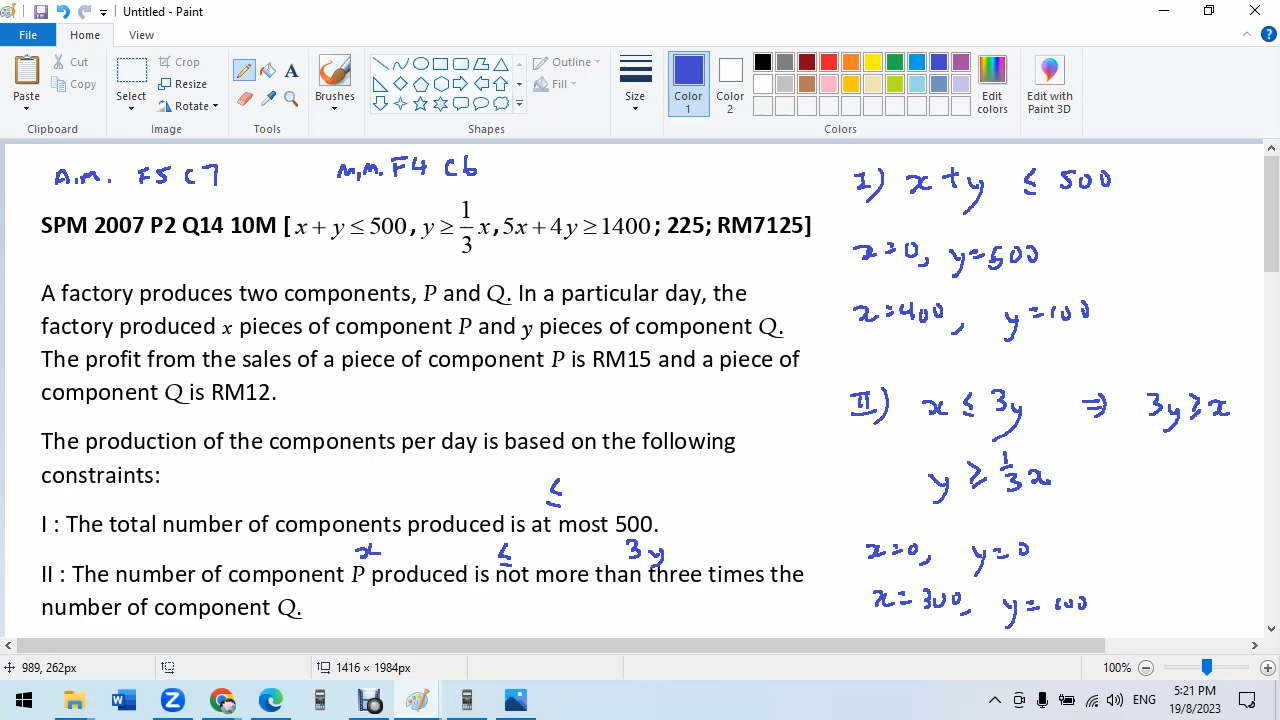 Untitled - Paint
File Home View
Paste
Cut
Copy
Clipboard
Select
Crop
Resize
Rotate
Image
Tools
Brushes
Shapes
Outline
Fill
Size
Color 1
Color 2
Edit colors
Colors
Edit with Paint 3D
A.M. F5 C7
M.M. F4 C6
SPM 2007 P2 Q14 10M [ x + y ≤ 500 , y ≥ 1/3 x , 5x + 4y ≥ 1400 ; 225; RM7125]
A factory produces two components, P and Q. In a particular day, the
factory produced x pieces of component P and y pieces of component Q.
The profit from the sales of a piece of component P is RM15 and a piece of
component Q is RM12.
The production of the components per day is based on the following
constraints:
≤
I : The total number of components produced is at most 500.
x ≤ 3y
II : The number of component P produced is not more than three times the
number of component Q.
I) x + y ≤ 500
x = 0, y = 500
x = 400, y = 100
II) x ≤ 3y ⇒ 3y ≥ x
y ≥ 1/3 x
x = 0, y = 0
x = 300, y = 100
989, 262px
1416 × 1984px
100%
ENG
5:21 PM
19/8/2023